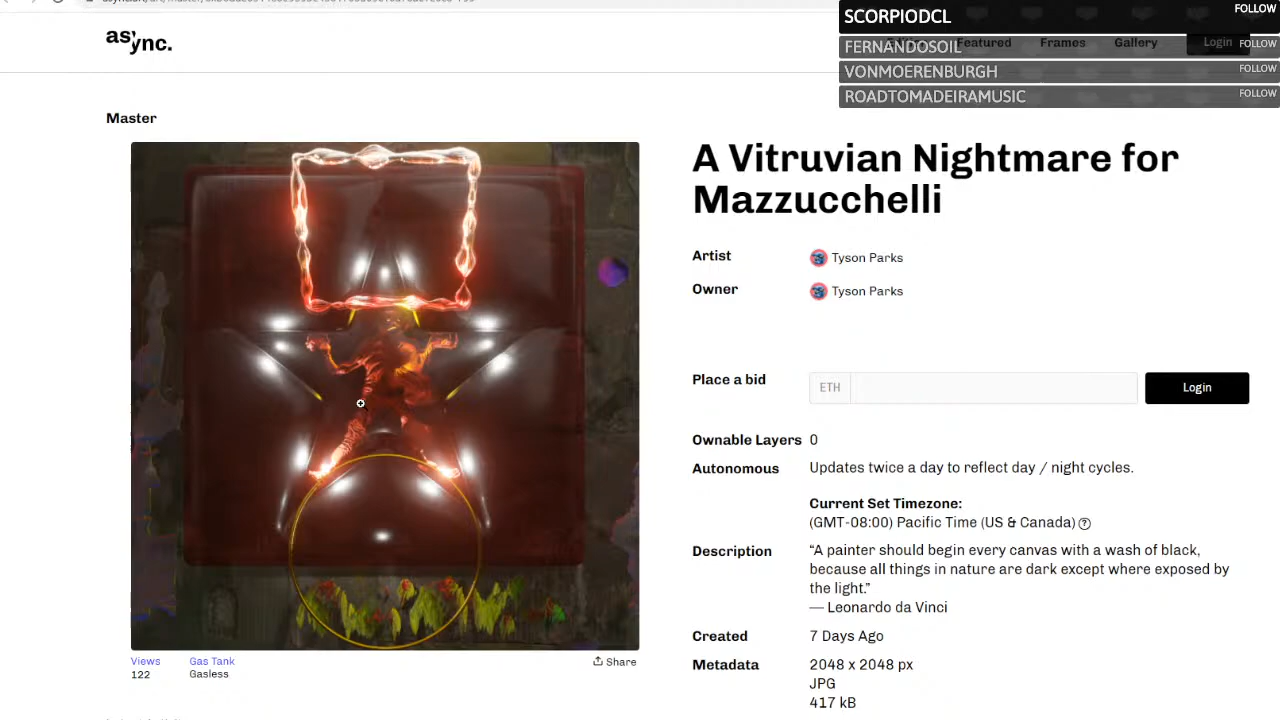 SCORPIODCL FOLLOW
FERNANDOSOIL FOLLOW
VONMOERENBURGH FOLLOW
ROADTOMADEIRAMUSIC FOLLOW
async.
Featured Frames Gallery Login
Master
A Vitruvian Nightmare for
Mazzucchelli
Artist Tyson Parks
Owner Tyson Parks
Place a bid ETH Login
Ownable Layers 0
Autonomous Updates twice a day to reflect day / night cycles.
Current Set Timezone:
(GMT-08:00) Pacific Time (US & Canada) ?
Description “A painter should begin every canvas with a wash of black,
because all things in nature are dark except where exposed by
the light.”
— Leonardo da Vinci
Created 7 Days Ago
Metadata 2048 x 2048 px
JPG
417 kB
Views Gas Tank Share
122 Gasless